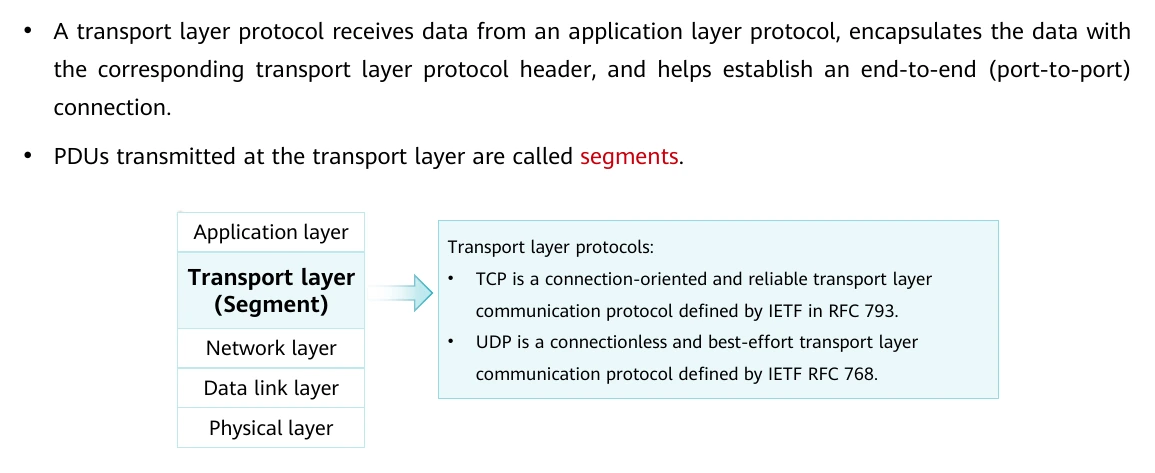 • A transport layer protocol receives data from an application layer protocol, encapsulates the data with
the corresponding transport layer protocol header, and helps establish an end-to-end (port-to-port)
connection.
• PDUs transmitted at the transport layer are called segments.
Application layer
Transport layer
(Segment)
Network layer
Data link layer
Physical layer
Transport layer protocols:
• TCP is a connection-oriented and reliable transport layer
communication protocol defined by IETF in RFC 793.
• UDP is a connectionless and best-effort transport layer
communication protocol defined by IETF RFC 768.